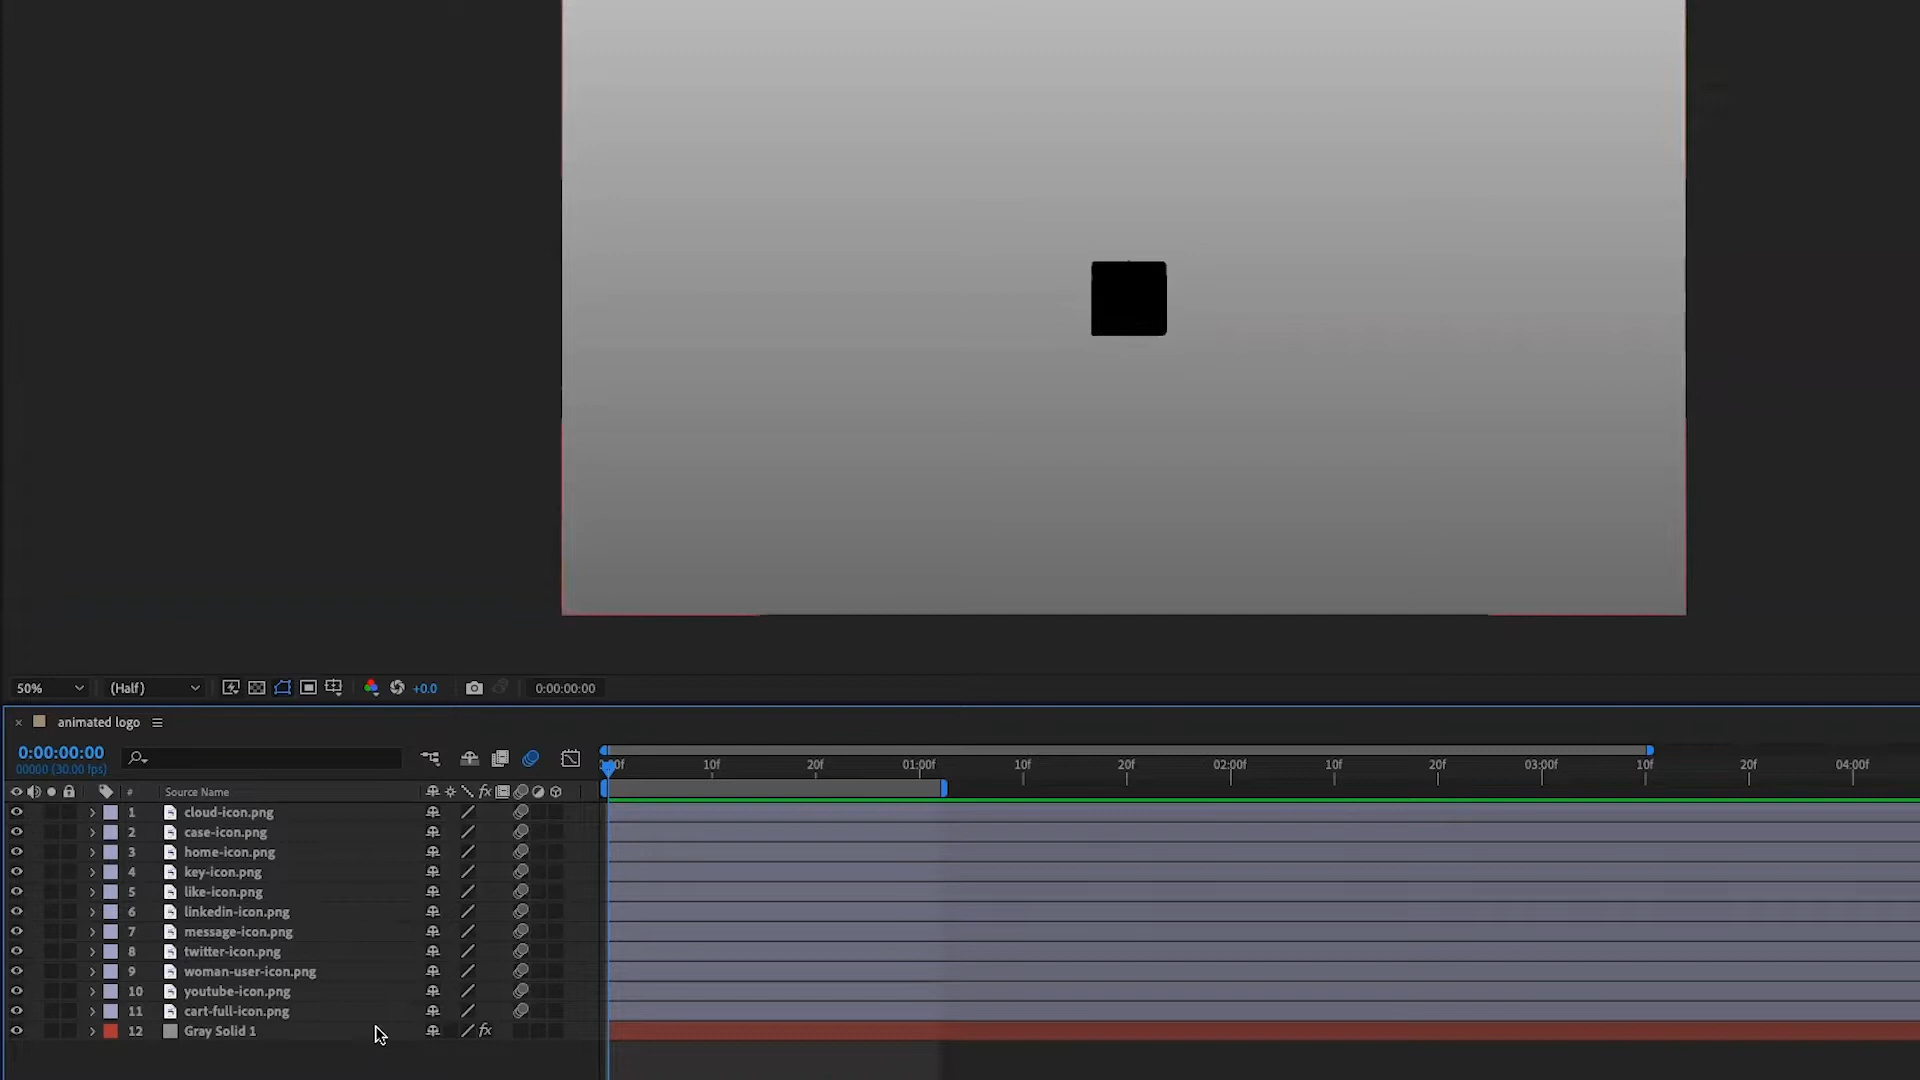 50% (Half) +0.0 0:00:00:00
animated logo
0:00:00:00
00000 (30.00 fps)
10f 20f 01:00f 10f 20f 02:00f 10f 20f 03:00f 10f 20f 04:00f
# Source Name fx
1 cloud-icon.png
2 case-icon.png
3 home-icon.png
4 key-icon.png
5 like-icon.png
6 linkedin-icon.png
7 message-icon.png
8 twitter-icon.png
9 woman-user-icon.png
10 youtube-icon.png
11 cart-full-icon.png
12 Gray Solid 1 fx